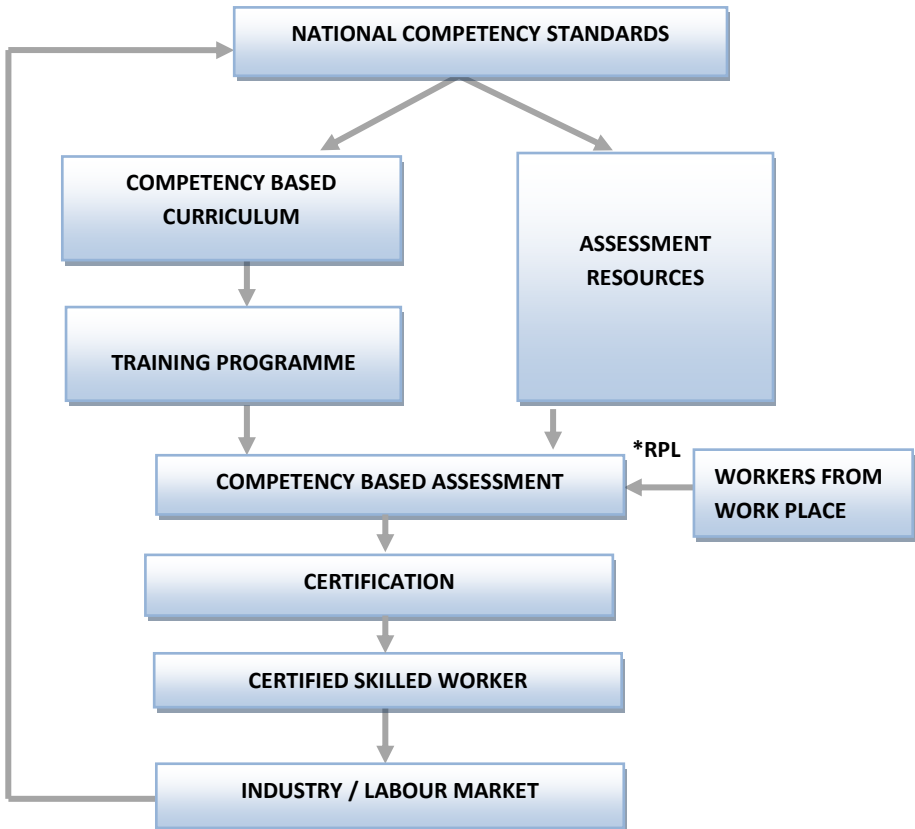 NATIONAL COMPETENCY STANDARDS
COMPETENCY BASED
CURRICULUM
ASSESSMENT
RESOURCES
TRAINING PROGRAMME
*RPL
COMPETENCY BASED ASSESSMENT
WORKERS FROM
WORK PLACE
CERTIFICATION
CERTIFIED SKILLED WORKER
INDUSTRY / LABOUR MARKET